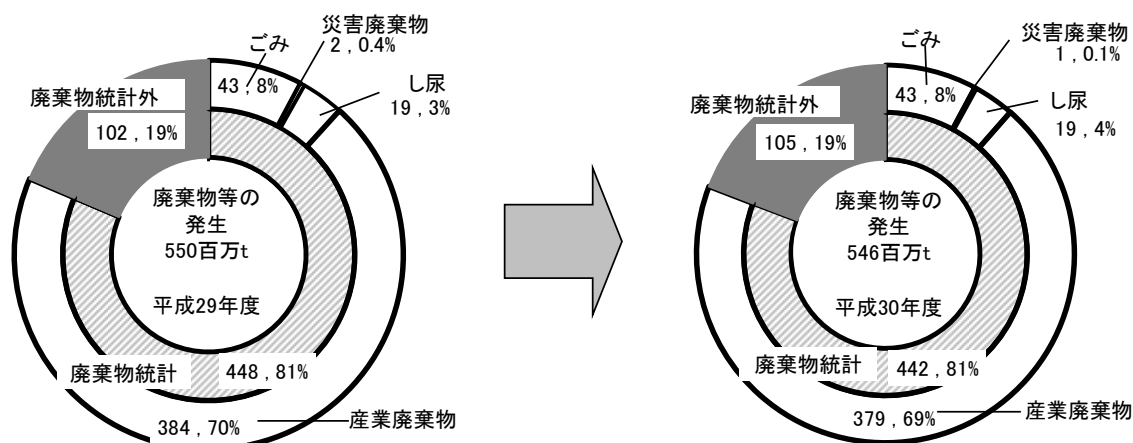 ごみ
災害廃棄物
2 , 0.4%
43 , 8%
し尿
19 , 3%
廃棄物統計外
102 , 19%
廃棄物等の
発生
550百万t
平成29年度
廃棄物統計
448 , 81%
384 , 70%
産業廃棄物
ごみ
災害廃棄物
1 , 0.1%
43 , 8%
し尿
19 , 4%
廃棄物統計外
105 , 19%
廃棄物等の
発生
546百万t
平成30年度
廃棄物統計
442 , 81%
379 , 69%
産業廃棄物